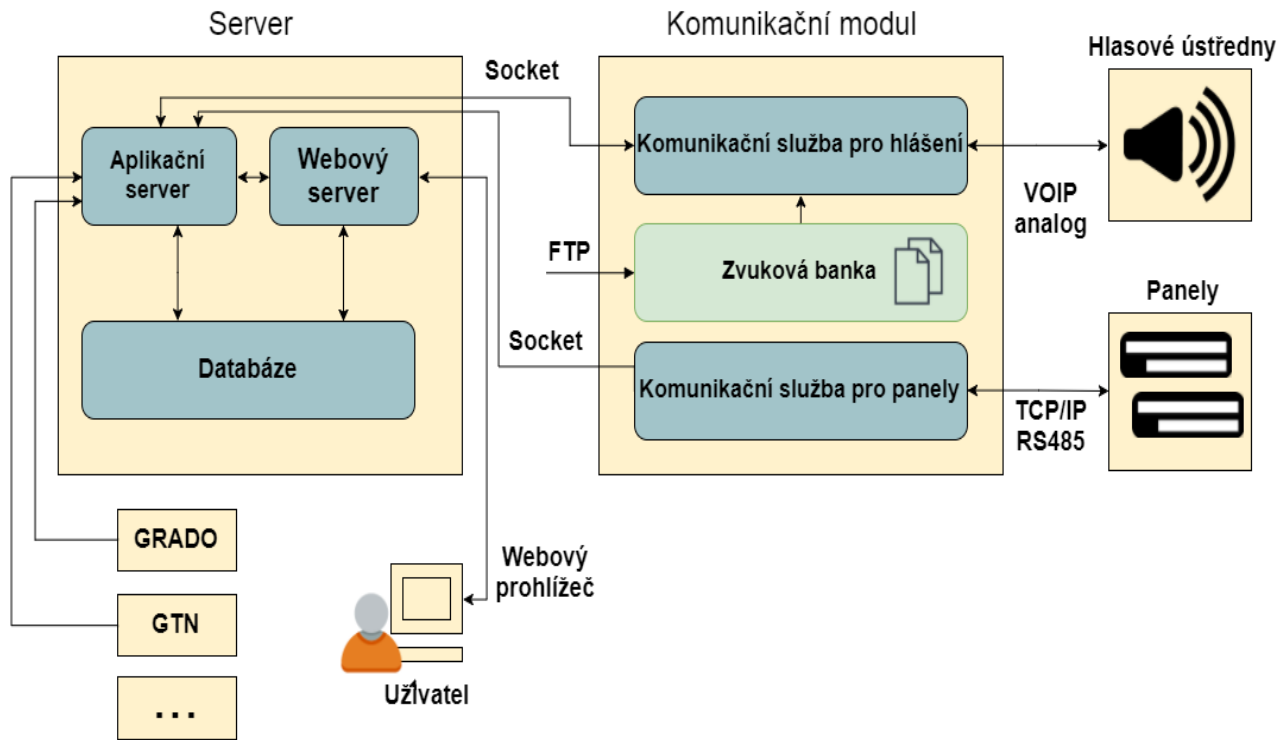 Server
Komunikační modul
Hlasové ústředny
Socket
Aplikační
server
Webový
server
Komunikační služba pro hlášení
VOIP
analog
FTP
Zvuková banka
Panely
Socket
Databáze
Komunikační služba pro panely
TCP/IP
RS485
GRADO
Webový
prohlížeč
GTN
Uživatel
...